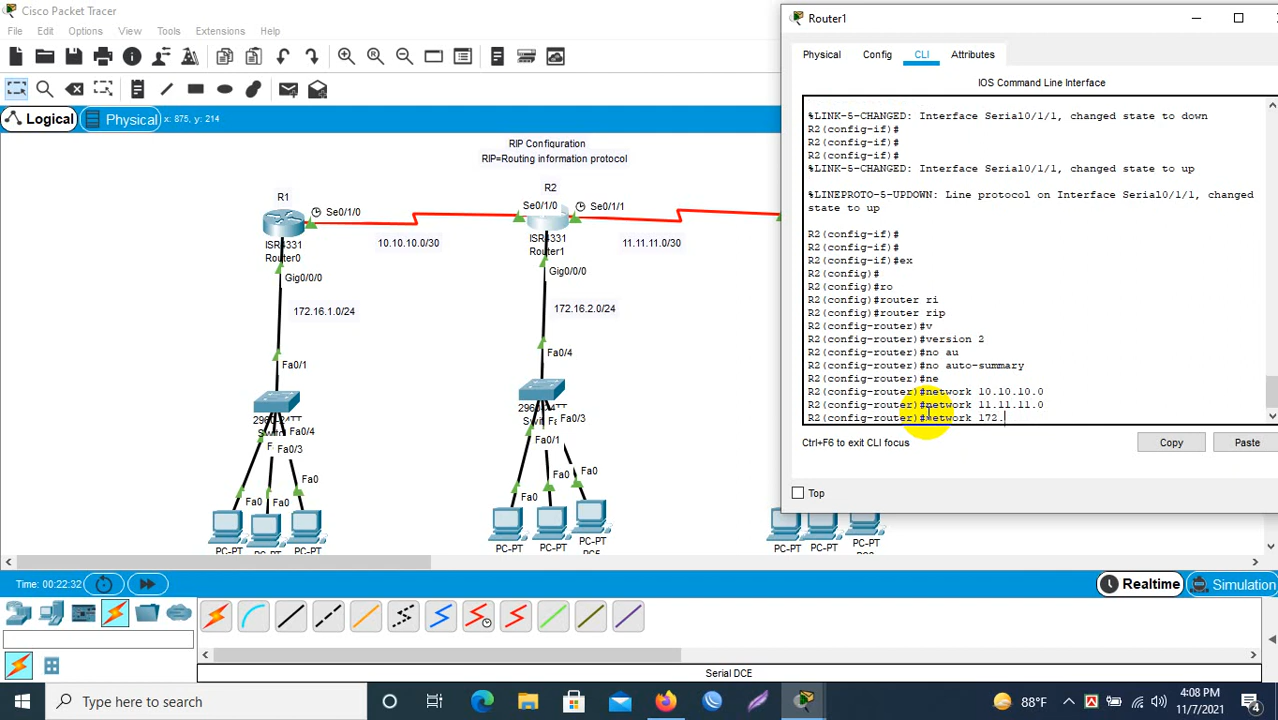 Cisco Packet Tracer
File Edit Options View Tools Extensions Help
Logical Physical x: 875, y: 214
RIP Configuration
RIP=Routing information protocol
R1
R2
Se0/1/0
Se0/1/0
Se0/1/1
ISR4331
Router0
10.10.10.0/30
ISR4331
Router1
11.11.11.0/30
Gig0/0/0
Gig0/0/0
172.16.1.0/24
172.16.2.0/24
Fa0/1
Fa0/4
Fa0/4
Fa0/3
Fa0/3
Fa0/1
Fa0
Fa0
Fa0
Fa0
Fa0
Fa0
Fa0
Fa0
Fa0
PC-PT PC-PT PC-PT
PC-PT PC-PT PC-PT
PC-PT PC-PT
Router1
Physical Config CLI Attributes
IOS Command Line Interface
%LINK-5-CHANGED: Interface Serial0/1/1, changed state to down
R2(config-if)#
R2(config-if)#
R2(config-if)#
%LINK-5-CHANGED: Interface Serial0/1/1, changed state to up
%LINEPROTO-5-UPDOWN: Line protocol on Interface Serial0/1/1, changed
state to up
R2(config-if)#
R2(config-if)#
R2(config-if)#ex
R2(config)#
R2(config)#ro
R2(config)#router ri
R2(config)#router rip
R2(config-router)#v
R2(config-router)#version 2
R2(config-router)#no au
R2(config-router)#no auto-summary
R2(config-router)#ne
R2(config-router)#network 10.10.10.0
R2(config-router)#network 11.11.11.0
R2(config-router)#network 172.
Ctrl+F6 to exit CLI focus
Copy Paste
Top
Time: 00:22:32
Realtime Simulation
Serial DCE
Type here to search
88°F
4:08 PM
11/7/2021